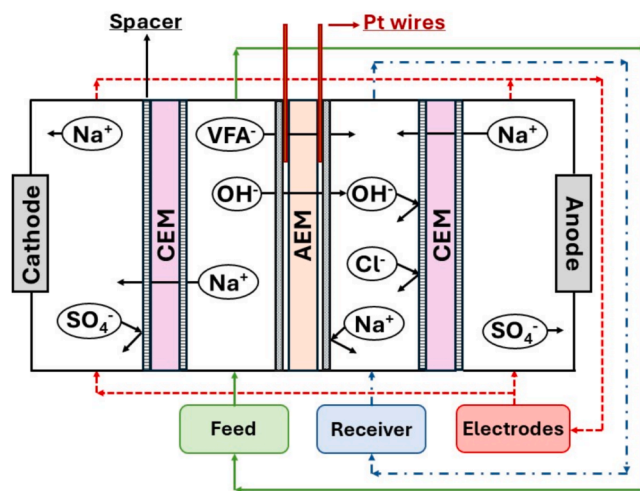 Spacer
Pt wires
Na⁺
VFA⁻
Na⁺
OH⁻
OH⁻
Cathode
CEM
AEM
CEM
Anode
Cl⁻
Na⁺
SO₄⁻
Na⁺
SO₄⁻
Feed
Receiver
Electrodes